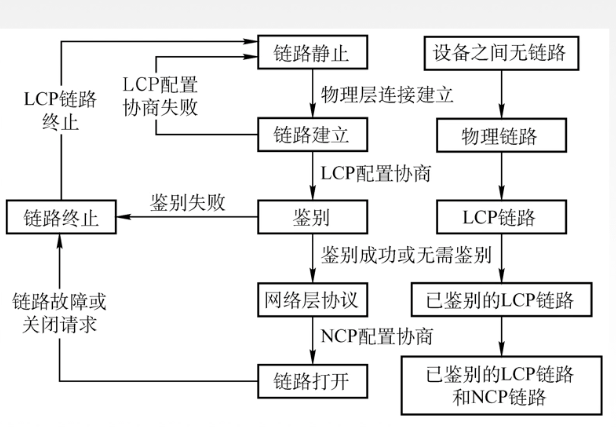 链路静止
设备之间无链路
LCP链路
终止
LCP配置
协商失败
物理层连接建立
链路建立
物理链路
LCP配置协商
链路终止
鉴别失败
鉴别
LCP链路
鉴别成功或无需鉴别
链路故障或
关闭请求
网络层协议
已鉴别的LCP链路
NCP配置协商
链路打开
已鉴别的LCP链路
和NCP链路